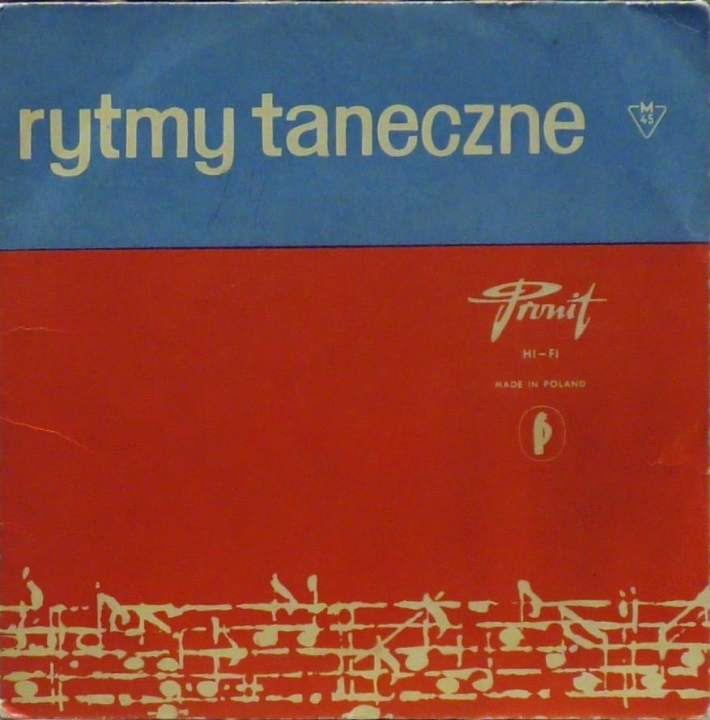 rytmy taneczne
M
45
Pronit
HI-FI
MADE IN POLAND